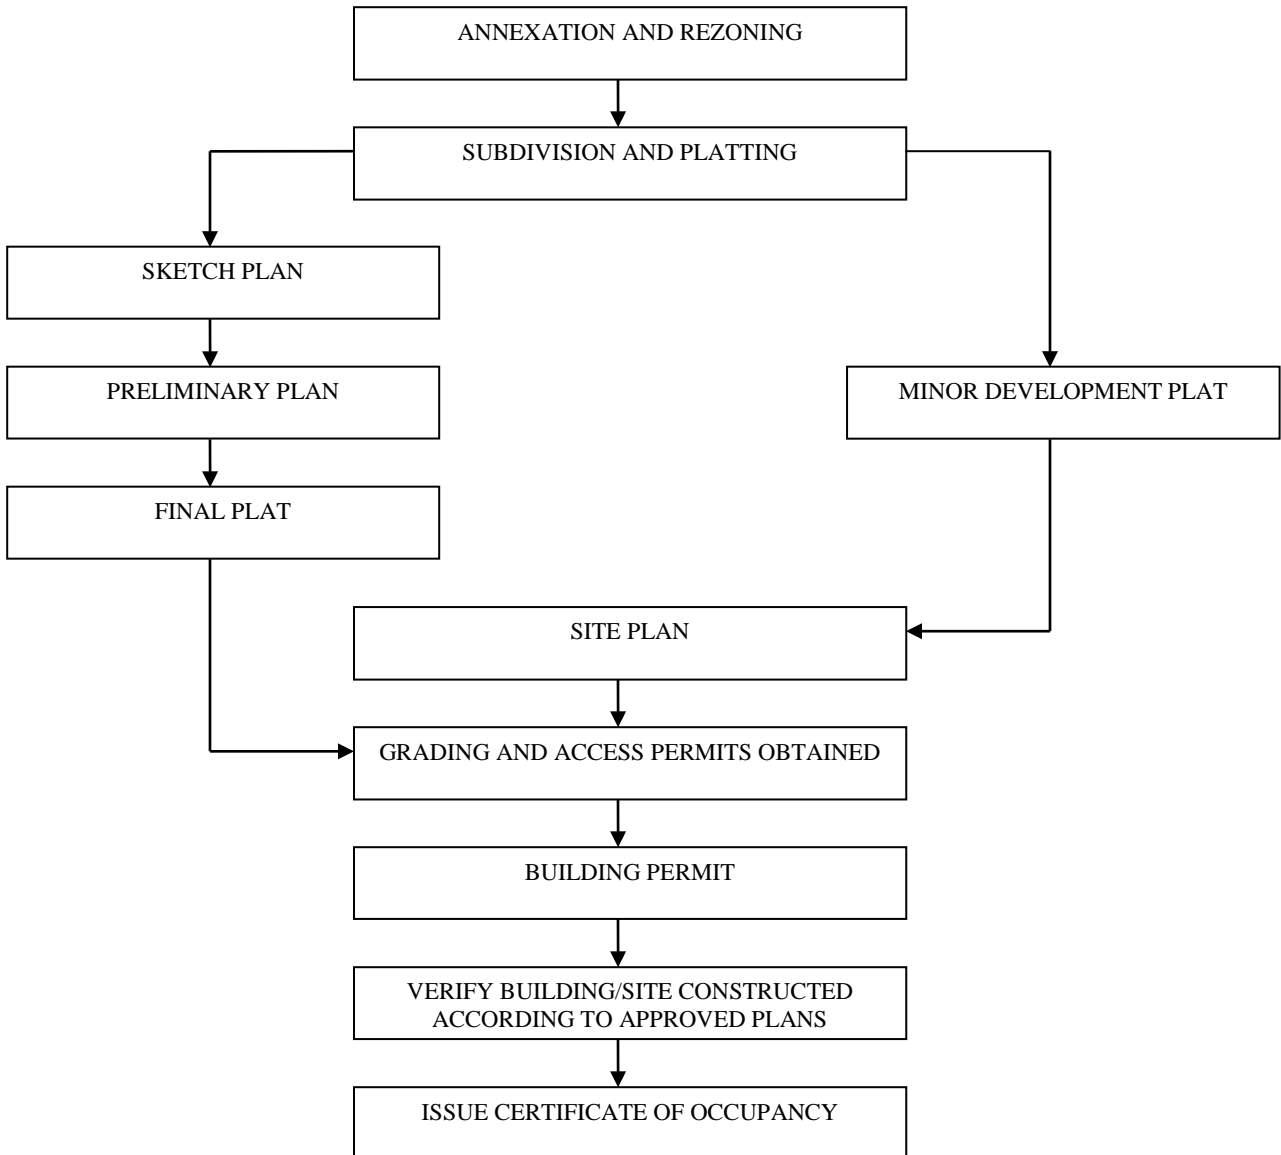 ANNEXATION AND REZONING
SUBDIVISION AND PLATTING
SKETCH PLAN
PRELIMINARY PLAN
MINOR DEVELOPMENT PLAT
FINAL PLAT
SITE PLAN
GRADING AND ACCESS PERMITS OBTAINED
BUILDING PERMIT
VERIFY BUILDING/SITE CONSTRUCTED
ACCORDING TO APPROVED PLANS
ISSUE CERTIFICATE OF OCCUPANCY